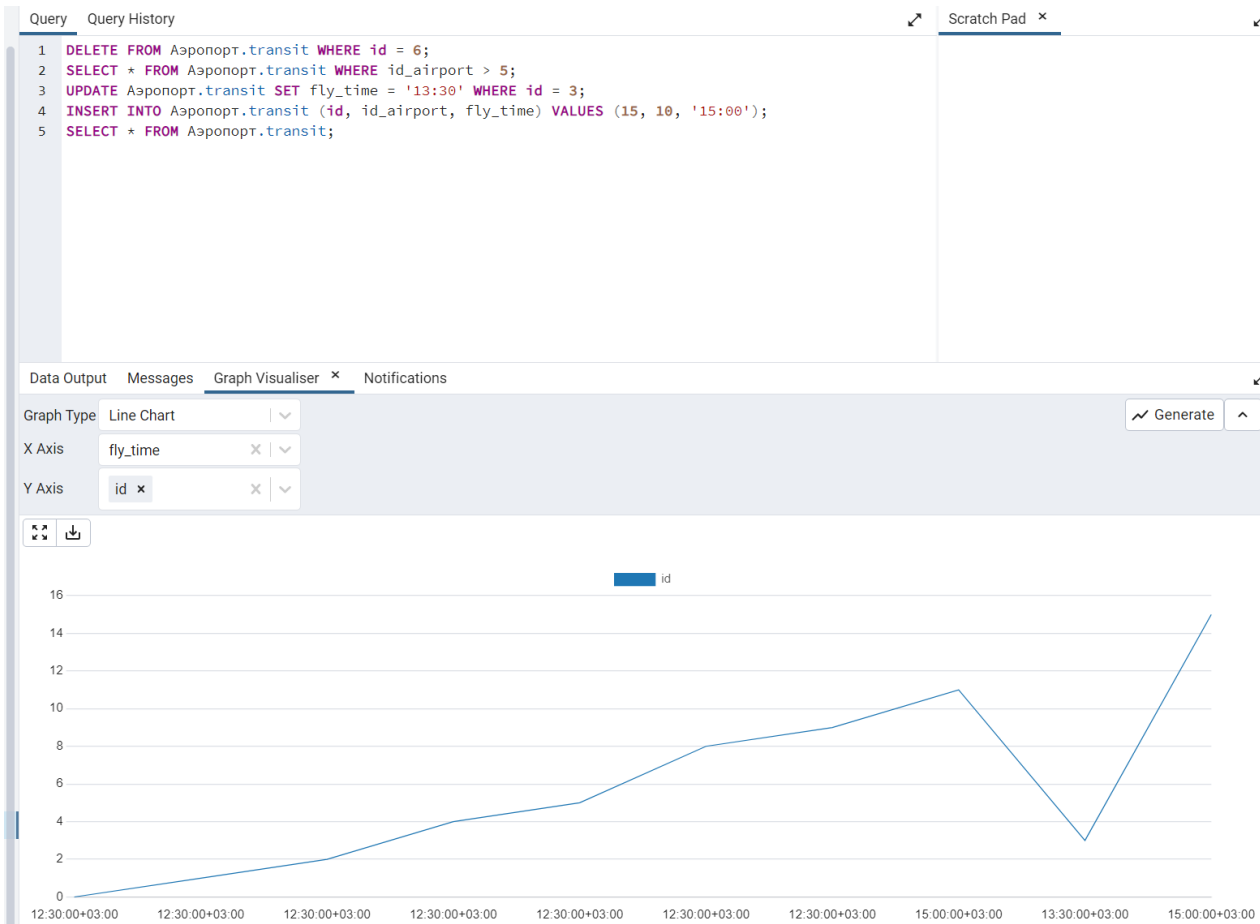 Query Query History Scratch Pad ×
1 DELETE FROM Аэропорт.transit WHERE id = 6;
2 SELECT * FROM Аэропорт.transit WHERE id_airport > 5;
3 UPDATE Аэропорт.transit SET fly_time = '13:30' WHERE id = 3;
4 INSERT INTO Аэропорт.transit (id, id_airport, fly_time) VALUES (15, 10, '15:00');
5 SELECT * FROM Аэропорт.transit;
Data Output Messages Graph Visualiser × Notifications
Graph Type Line Chart Generate
X Axis fly_time
Y Axis id ×
id
16
14
12
10
8
6
4
2
0
12:30:00+03:00 12:30:00+03:00 12:30:00+03:00 12:30:00+03:00 12:30:00+03:00 12:30:00+03:00 12:30:00+03:00 15:00:00+03:00 13:30:00+03:00 15:00:00+03:00